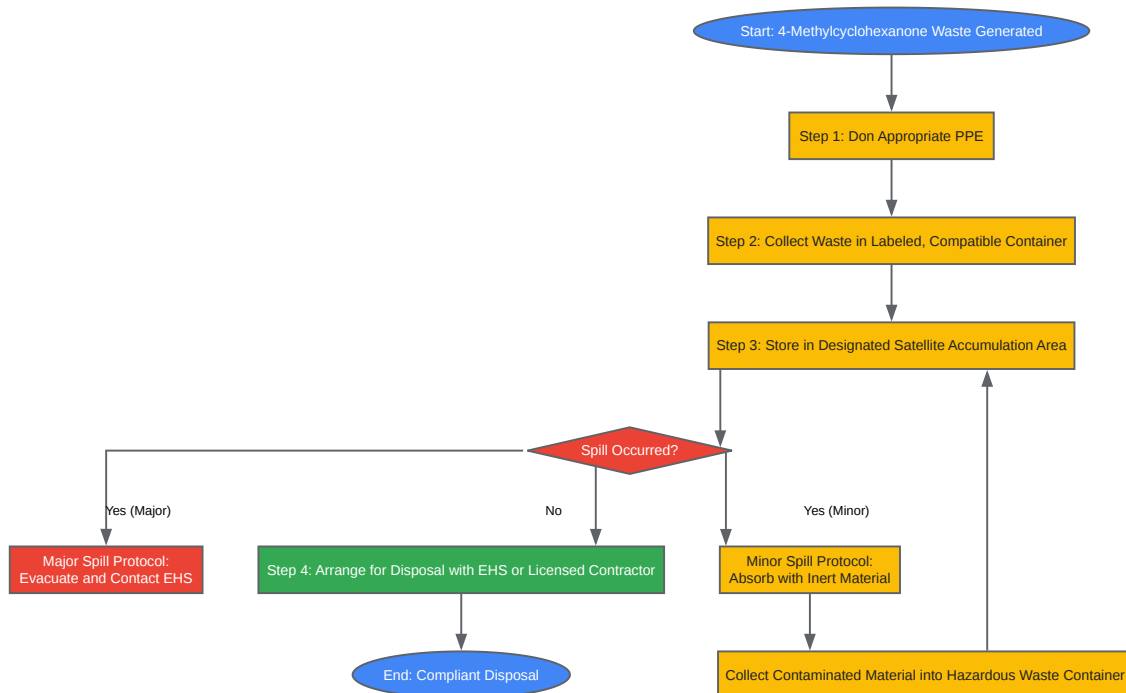 Start: 4-Methylcyclohexanone Waste Generated
Step 1: Don Appropriate PPE
Step 2: Collect Waste in Labeled, Compatible Container
Step 3: Store in Designated Satellite Accumulation Area
Spill Occurred?
Yes (Major)
No
Yes (Minor)
Major Spill Protocol:
Evacuate and Contact EHS
Step 4: Arrange for Disposal with EHS or Licensed Contractor
Minor Spill Protocol:
Absorb with Inert Material
End: Compliant Disposal
Collect Contaminated Material into Hazardous Waste Container